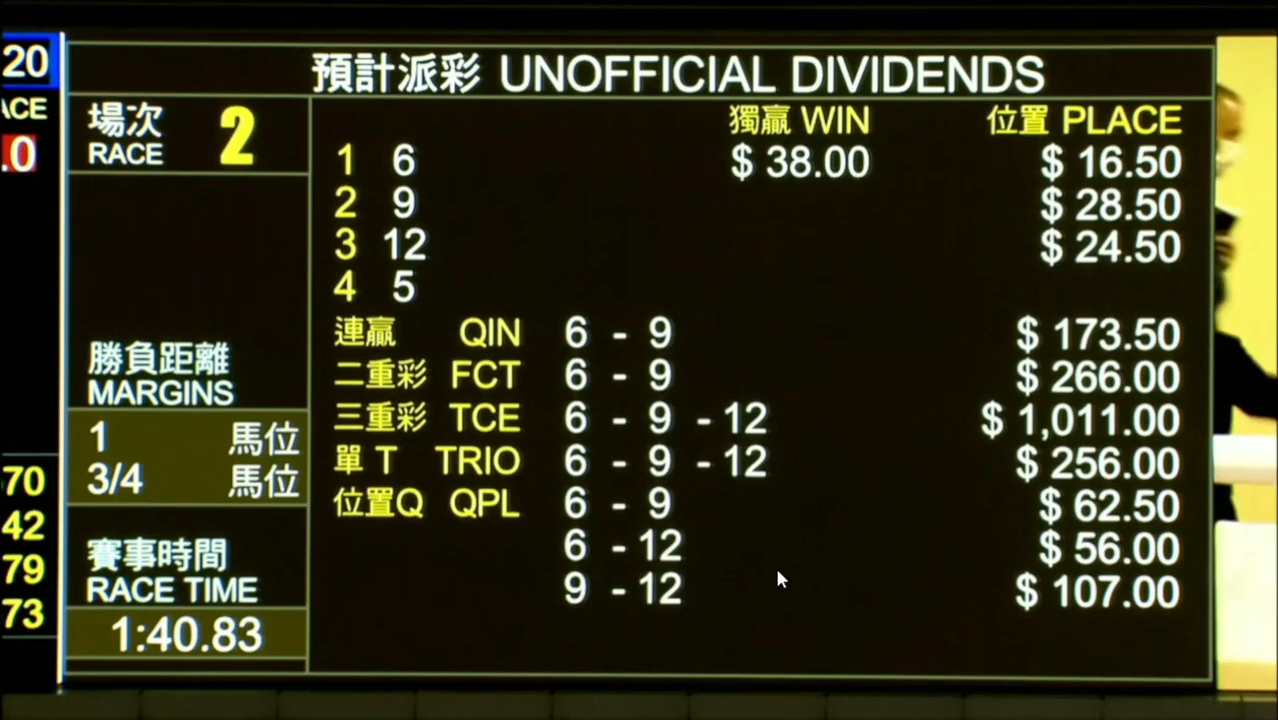 20
ACE
.0
70
42
79
73
預計派彩 UNOFFICIAL DIVIDENDS
場次
RACE 2
獨贏 WIN 位置 PLACE
1 6 $ 38.00 $ 16.50
2 9 $ 28.50
3 12 $ 24.50
4 5
連贏 QIN 6 - 9 $ 173.50
二重彩 FCT 6 - 9 $ 266.00
三重彩 TCE 6 - 9 - 12 $ 1,011.00
單 T TRIO 6 - 9 - 12 $ 256.00
位置Q QPL 6 - 9 $ 62.50
6 - 12 $ 56.00
9 - 12 $ 107.00
勝負距離
MARGINS
1 馬位
3/4 馬位
賽事時間
RACE TIME
1:40.83